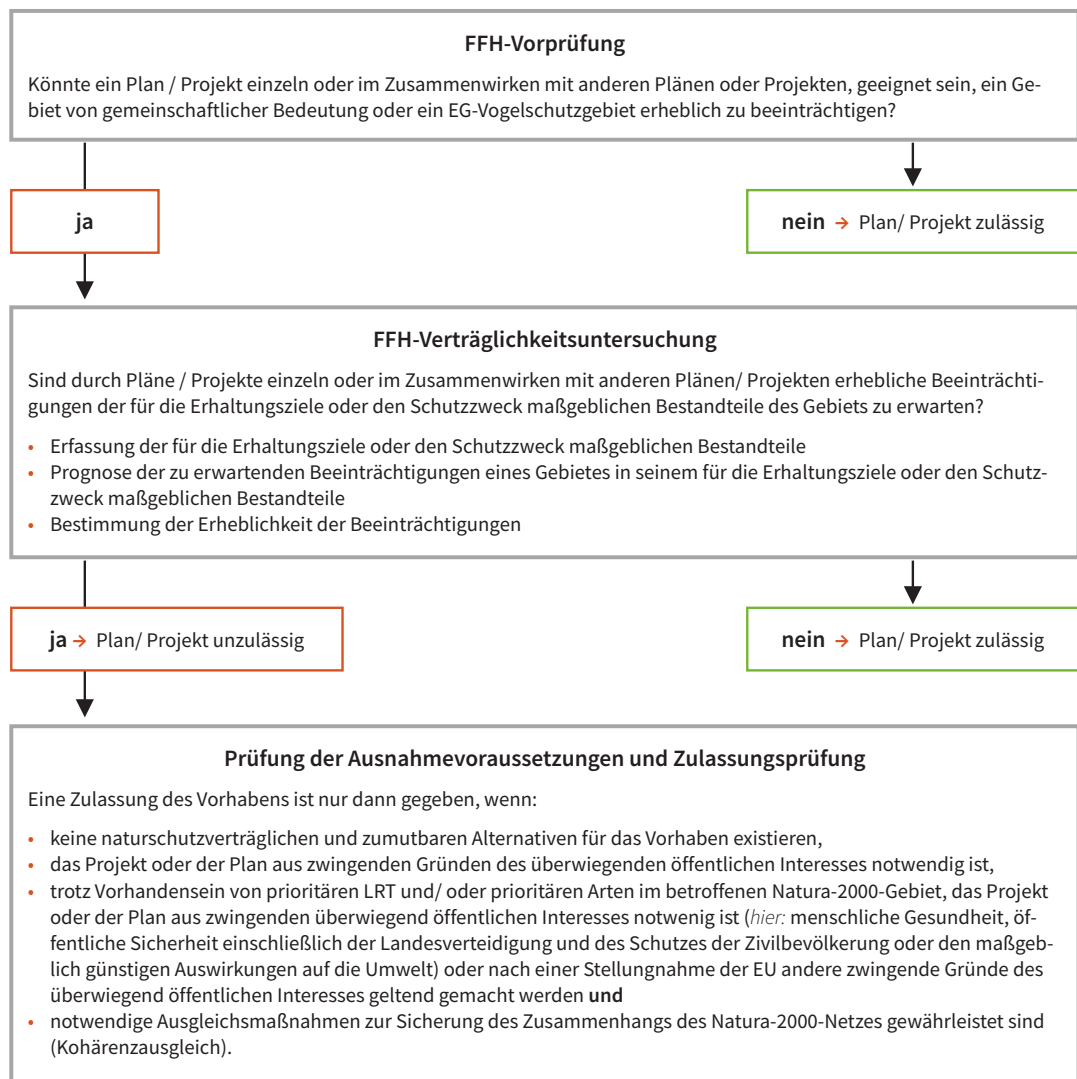 FFH-Vorprüfung
Könnte ein Plan / Projekt einzeln oder im Zusammenwirken mit anderen Plänen oder Projekten, geeignet sein, ein Ge-
biet von gemeinschaftlicher Bedeutung oder ein EG-Vogelschutzgebiet erheblich zu beeinträchtigen?
ja
nein → Plan/ Projekt zulässig
FFH-Verträglichkeitsuntersuchung
Sind durch Pläne / Projekte einzeln oder im Zusammenwirken mit anderen Plänen/ Projekten erhebliche Beeinträchti-
gungen der für die Erhaltungsziele oder den Schutzzweck maßgeblichen Bestandteile des Gebiets zu erwarten?
• Erfassung der für die Erhaltungsziele oder den Schutzzweck maßgeblichen Bestandteile
• Prognose der zu erwartenden Beeinträchtigungen eines Gebietes in seinem für die Erhaltungsziele oder den Schutz-
zweck maßgeblichen Bestandteile
• Bestimmung der Erheblichkeit der Beeinträchtigungen
ja → Plan/ Projekt unzulässig
nein → Plan/ Projekt zulässig
Prüfung der Ausnahmevoraussetzungen und Zulassungsprüfung
Eine Zulassung des Vorhabens ist nur dann gegeben, wenn:
• keine naturschutzverträglichen und zumutbaren Alternativen für das Vorhaben existieren,
• das Projekt oder der Plan aus zwingenden Gründen des überwiegenden öffentlichen Interesses notwendig ist,
• trotz Vorhandensein von prioritären LRT und/ oder prioritären Arten im betroffenen Natura-2000-Gebiet, das Projekt
oder der Plan aus zwingenden überwiegend öffentlichen Interesses notwenig ist (hier: menschliche Gesundheit, öf-
fentliche Sicherheit einschließlich der Landesverteidigung und des Schutzes der Zivilbevölkerung oder den maßgeb-
lich günstigen Auswirkungen auf die Umwelt) oder nach einer Stellungnahme der EU andere zwingende Gründe des
überwiegend öffentlichen Interesses geltend gemacht werden und
• notwendige Ausgleichsmaßnahmen zur Sicherung des Zusammenhangs des Natura-2000-Netzes gewährleistet sind
(Kohärenzausgleich).